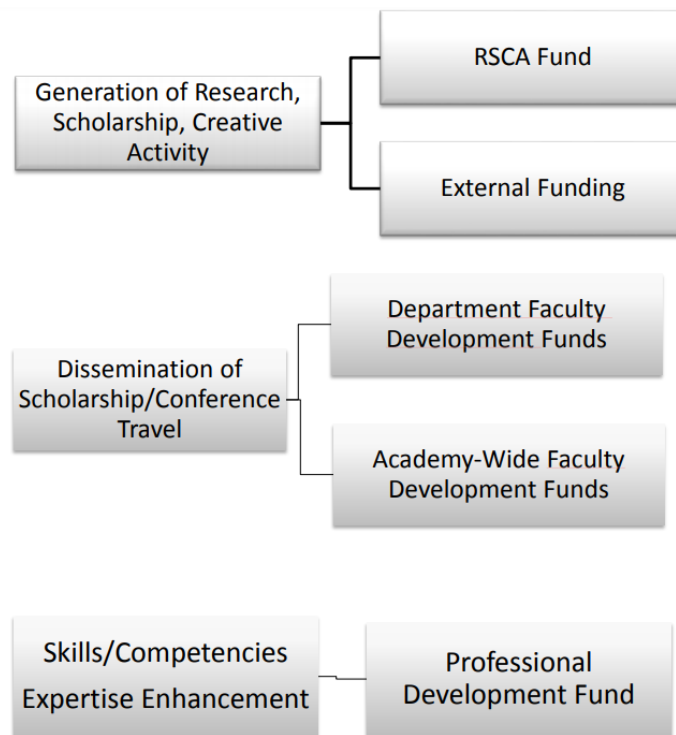 Generation of Research,
Scholarship, Creative
Activity
RSCA Fund
External Funding
Dissemination of
Scholarship/Conference
Travel
Department Faculty
Development Funds
Academy-Wide Faculty
Development Funds
Skills/Competencies
Expertise Enhancement
Professional
Development Fund